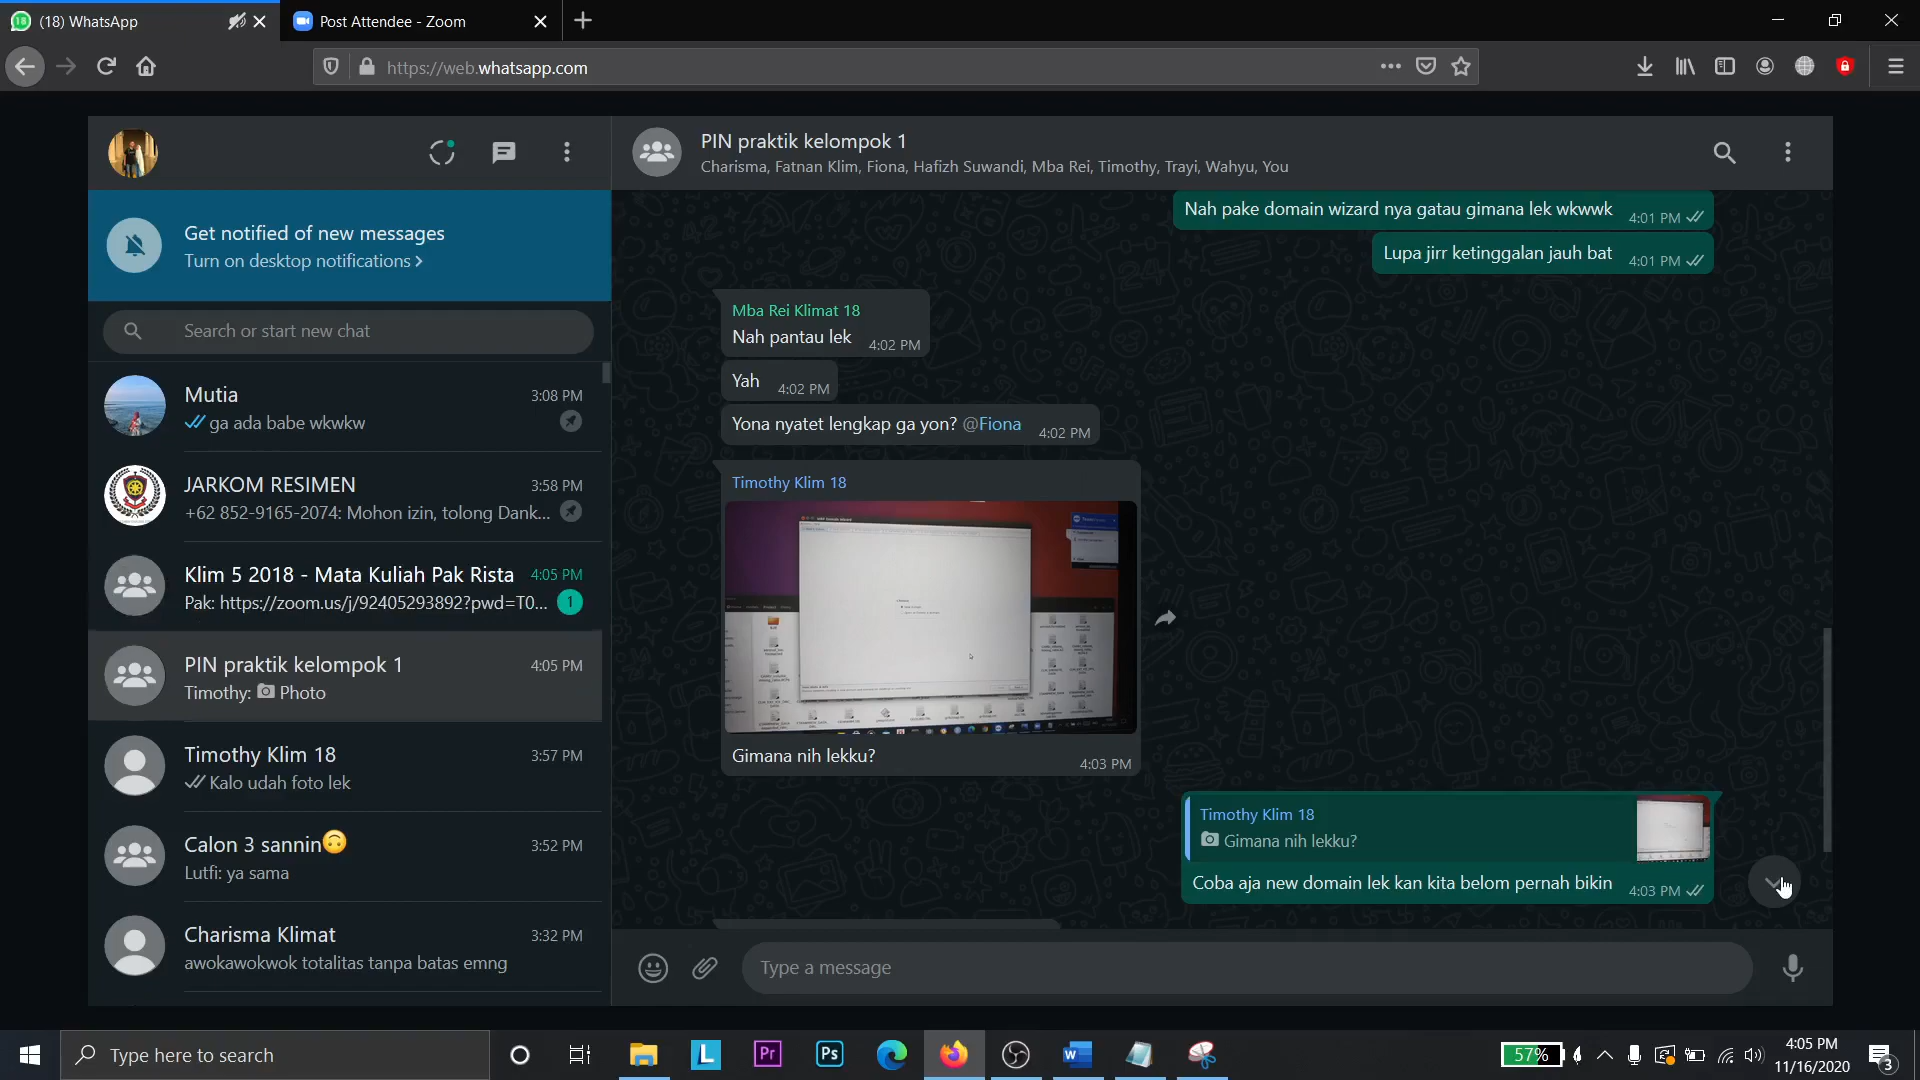 (18) WhatsApp
Post Attendee - Zoom
https://web.whatsapp.com
Get notified of new messages
Turn on desktop notifications >
Search or start new chat
Mutia
3:08 PM
ga ada babe wkwkw
JARKOM RESIMEN
3:58 PM
+62 852-9165-2074: Mohon izin, tolong Dank...
Klim 5 2018 - Mata Kuliah Pak Rista
4:05 PM
Pak: https://zoom.us/j/92405293892?pwd=T0...
1
PIN praktik kelompok 1
4:05 PM
Timothy: Photo
Timothy Klim 18
3:57 PM
Kalo udah foto lek
Calon 3 sannin🙃
3:52 PM
Lutfi: ya sama
Charisma Klimat
3:32 PM
awokawokwok totalitas tanpa batas emng
PIN praktik kelompok 1
Charisma, Fatnan Klim, Fiona, Hafizh Suwandi, Mba Rei, Timothy, Trayi, Wahyu, You
Nah pake domain wizard nya gatau gimana lek wkwwk 4:01 PM
Lupa jirr ketinggalan jauh bat 4:01 PM
Mba Rei Klimat 18
Nah pantau lek 4:02 PM
Yah 4:02 PM
Yona nyatet lengkap ga yon? @Fiona 4:02 PM
Timothy Klim 18
Gimana nih lekku?
4:03 PM
Timothy Klim 18
Gimana nih lekku?
Coba aja new domain lek kan kita belom pernah bikin 4:03 PM
Type a message
Type here to search
L
Pr
Ps
W
57%
4:05 PM
11/16/2020
3